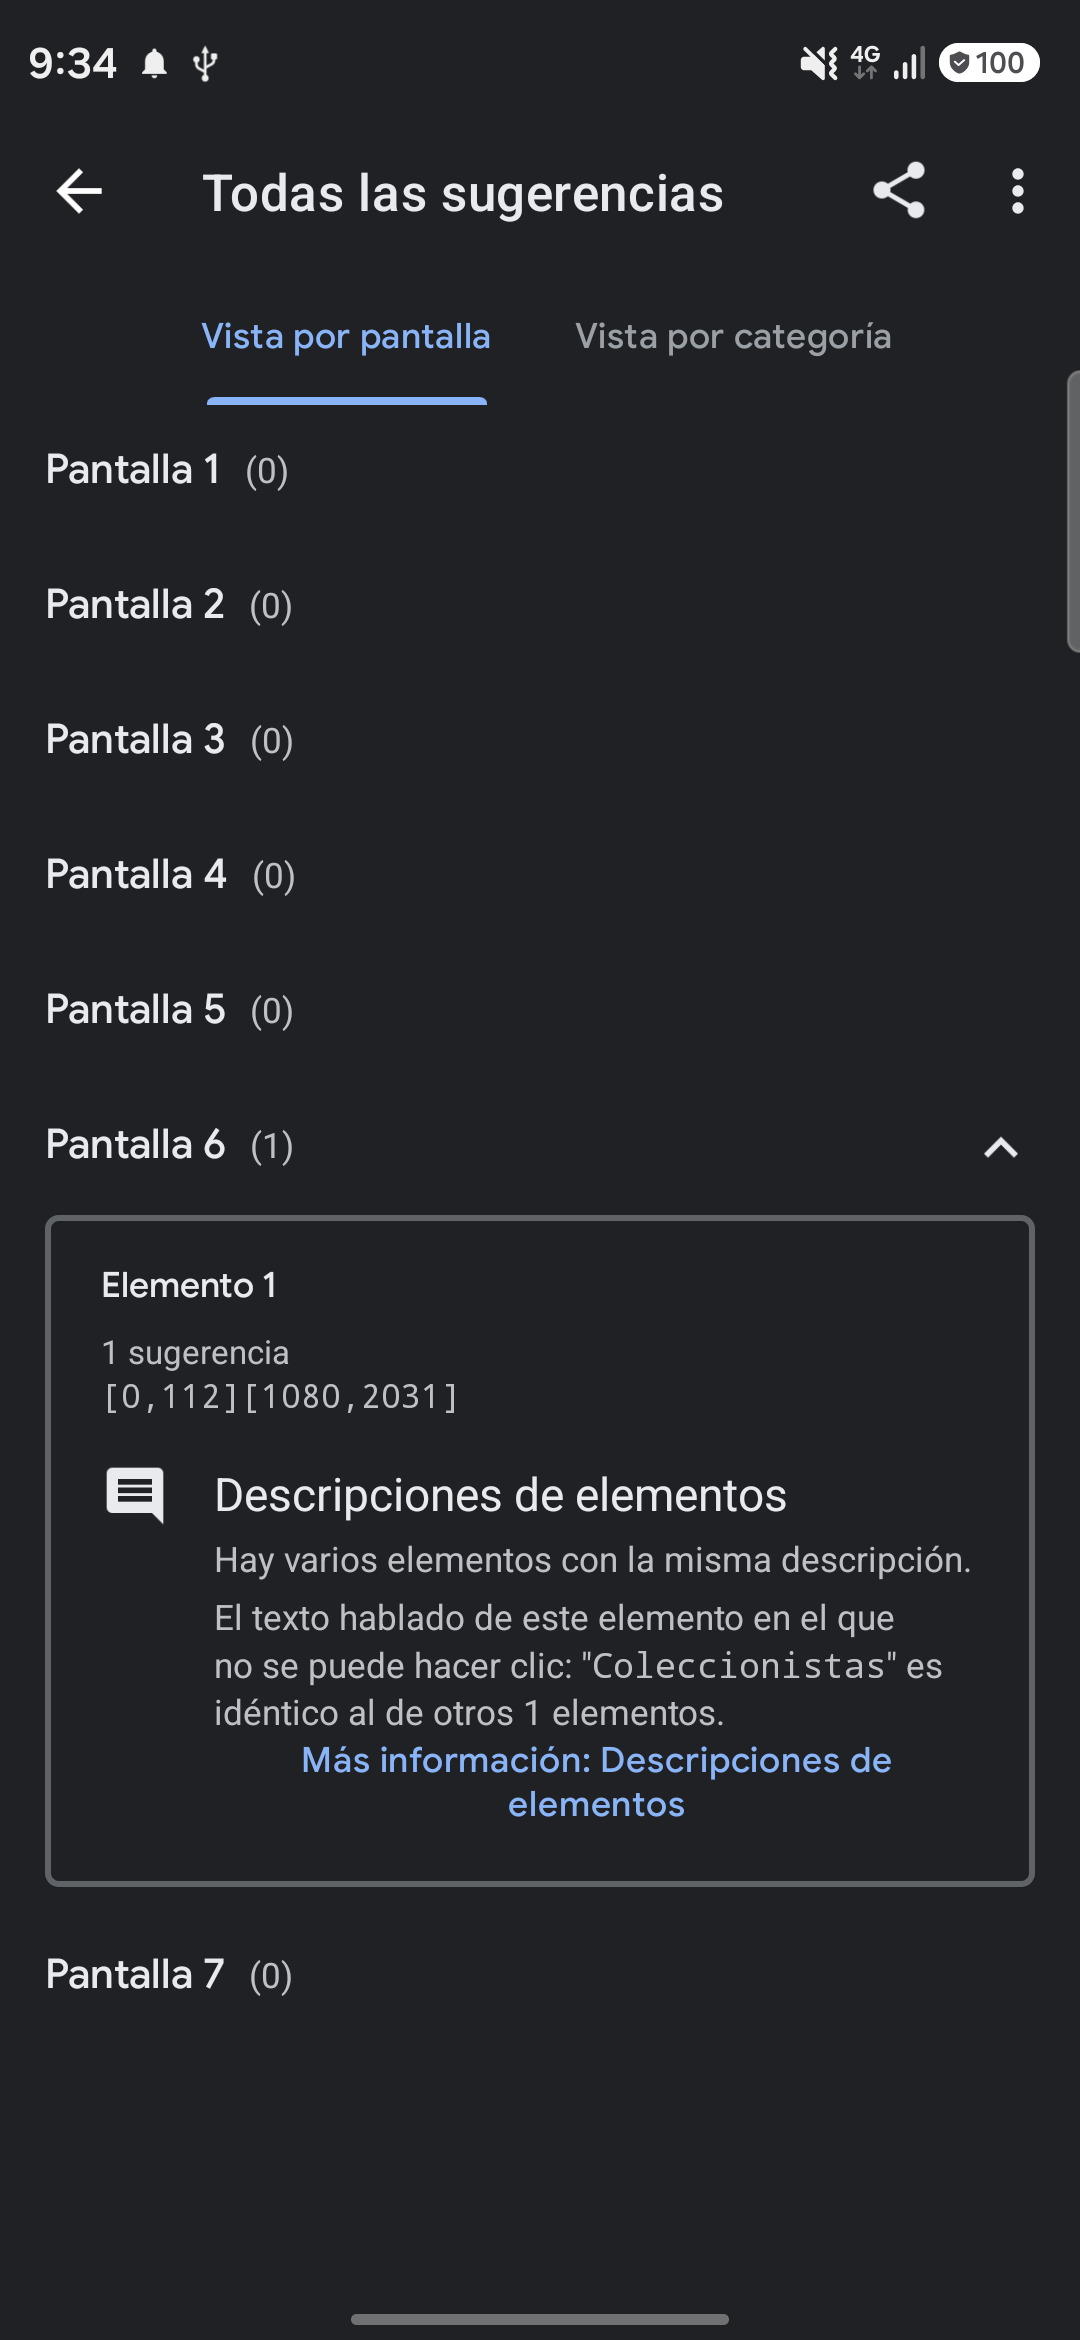 9:34
4G
100
Todas las sugerencias
Vista por pantalla
Vista por categoría
Pantalla 1 (0)
Pantalla 2 (0)
Pantalla 3 (0)
Pantalla 4 (0)
Pantalla 5 (0)
Pantalla 6 (1)
Elemento 1
1 sugerencia
[0,112][1080,2031]
Descripciones de elementos
Hay varios elementos con la misma descripción.
El texto hablado de este elemento en el que
no se puede hacer clic: "Coleccionistas" es
idéntico al de otros 1 elementos.
Más información: Descripciones de
elementos
Pantalla 7 (0)